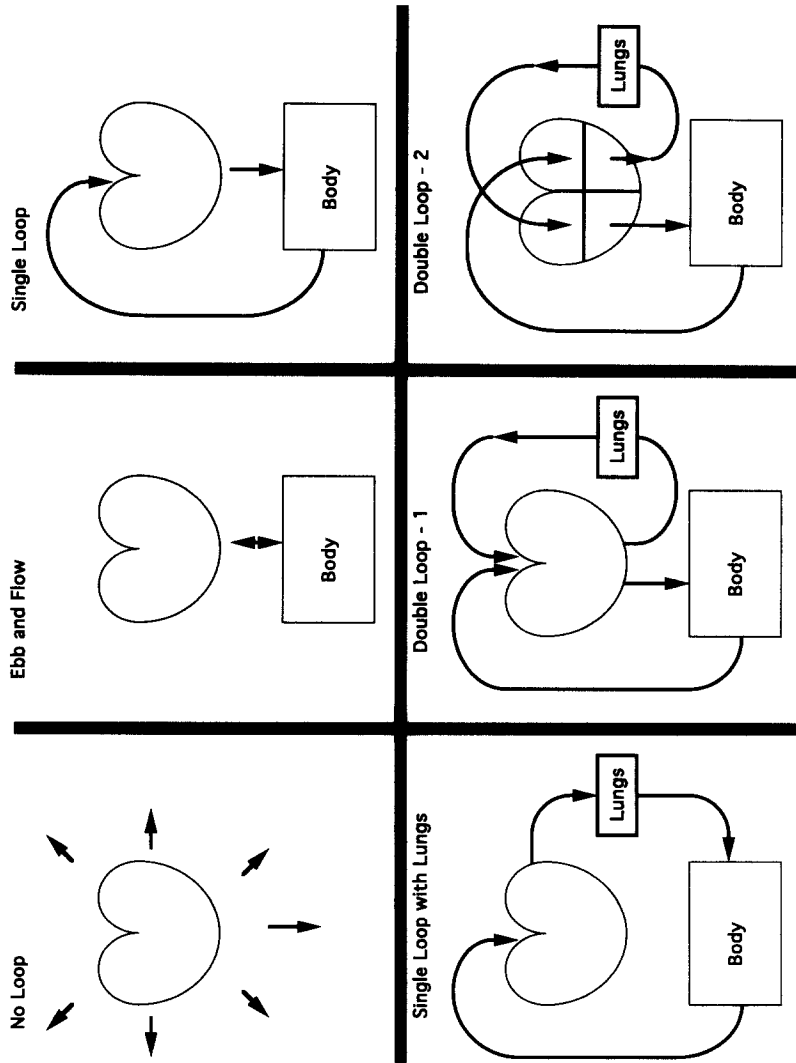 No Loop
Ebb and Flow
Body
Single Loop
Body
Single Loop with Lungs
Lungs
Body
Double Loop - 1
Lungs
Body
Double Loop - 2
Lungs
Body